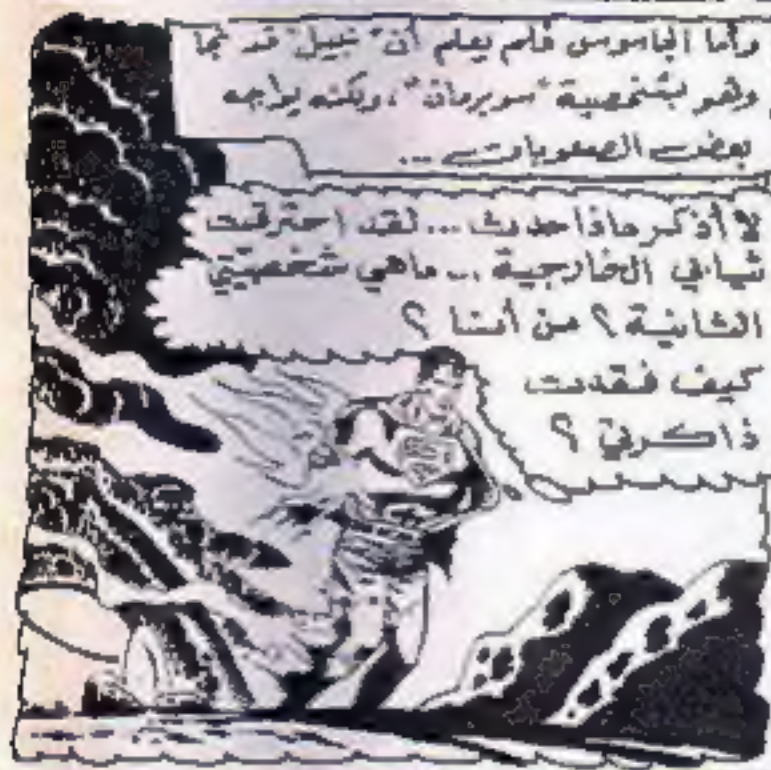 وأما الجاسوس فلم يعلم أن "نبيل" قد نجا
وهو بشخصية "سوبرمان"، ولكنه يواجه
بعض الصعوبات ...
لا أذكر ماذا حدث ... لقد احترقت
ثيابي الخارجية ... ماهي شخصيتي
الثانية ؟ من أنا ؟
كيف فقدت
ذاكرتي ؟